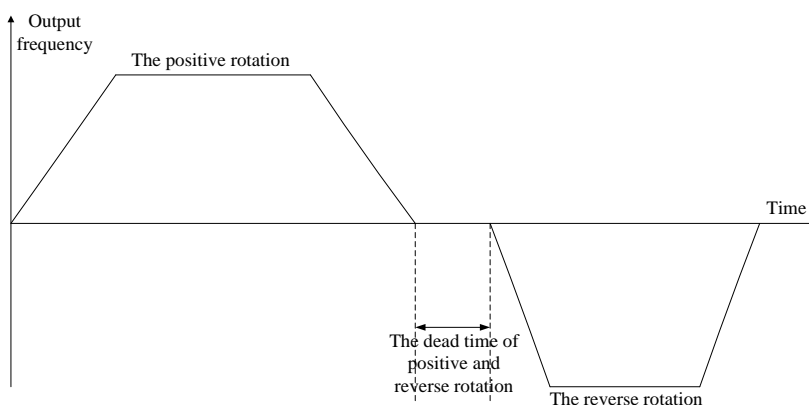 Output
frequency
The positive rotation
Time
The dead time of
positive and
reverse rotation
The reverse rotation